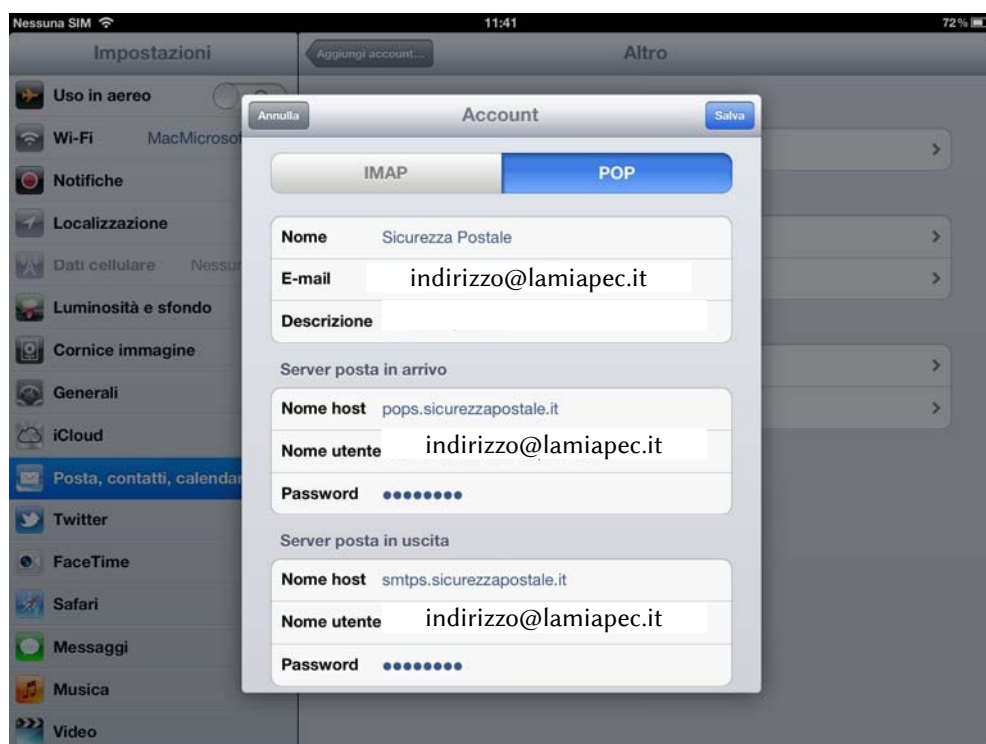 Nessuna SIM 11:41 72%
Impostazioni Aggiungi account... Altro
Uso in aereo
Wi-Fi MacMicrosof
Notifiche
Localizzazione
Dati cellulare Nessun
Luminosità e sfondo
Cornice immagine
Generali
iCloud
Posta, contatti, calendar
Twitter
FaceTime
Safari
Messaggi
Musica
Video
Annulla Account Salva
IMAP POP
Nome Sicurezza Postale
E-mail indirizzo@lamiapec.it
Descrizione
Server posta in arrivo
Nome host pops.sicurezzapostale.it
Nome utente indirizzo@lamiapec.it
Password ●●●●●●●●
Server posta in uscita
Nome host smtps.sicurezzapostale.it
Nome utente indirizzo@lamiapec.it
Password ●●●●●●●●